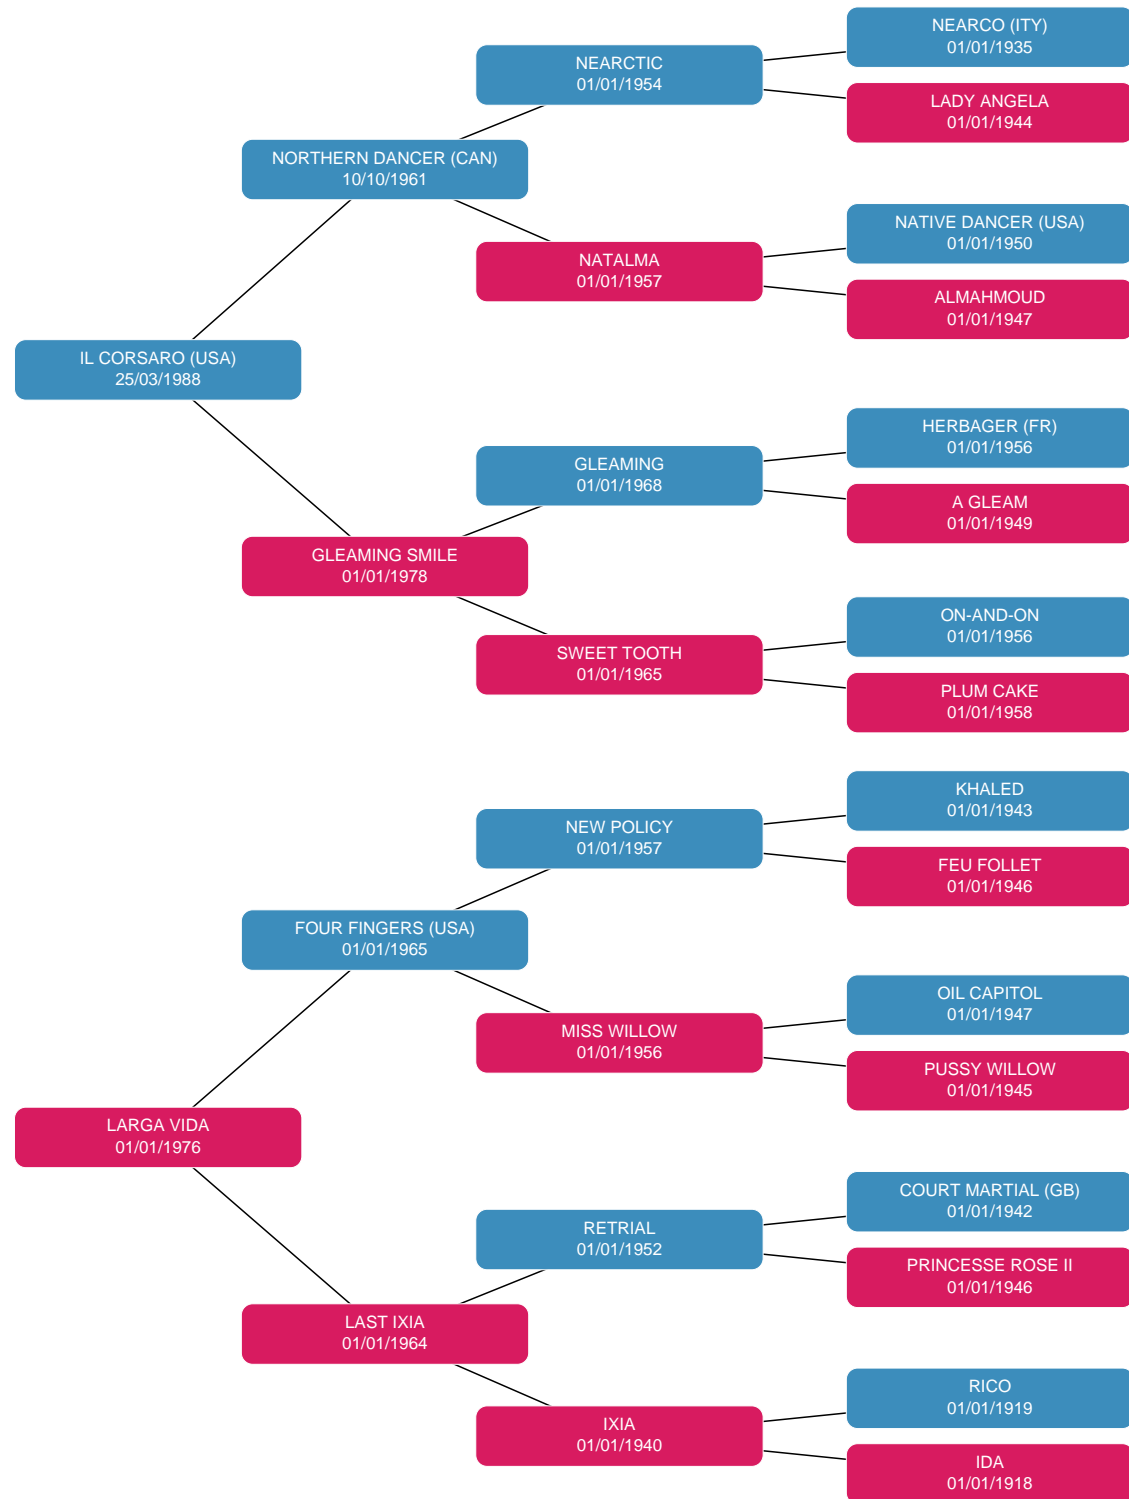 NEARCO (ITY)
01/01/1935
NEARCTIC
01/01/1954
LADY ANGELA
01/01/1944
NORTHERN DANCER (CAN)
10/10/1961
NATIVE DANCER (USA)
01/01/1950
NATALMA
01/01/1957
ALMAHMOUD
01/01/1947
IL CORSARO (USA)
25/03/1988
HERBAGER (FR)
01/01/1956
GLEAMING
01/01/1968
A GLEAM
01/01/1949
GLEAMING SMILE
01/01/1978
ON-AND-ON
01/01/1956
SWEET TOOTH
01/01/1965
PLUM CAKE
01/01/1958
KHALED
01/01/1943
NEW POLICY
01/01/1957
FEU FOLLET
01/01/1946
FOUR FINGERS (USA)
01/01/1965
OIL CAPITOL
01/01/1947
MISS WILLOW
01/01/1956
PUSSY WILLOW
01/01/1945
LARGA VIDA
01/01/1976
COURT MARTIAL (GB)
01/01/1942
RETRIAL
01/01/1952
PRINCESSE ROSE II
01/01/1946
LAST IXIA
01/01/1964
RICO
01/01/1919
IXIA
01/01/1940
IDA
01/01/1918